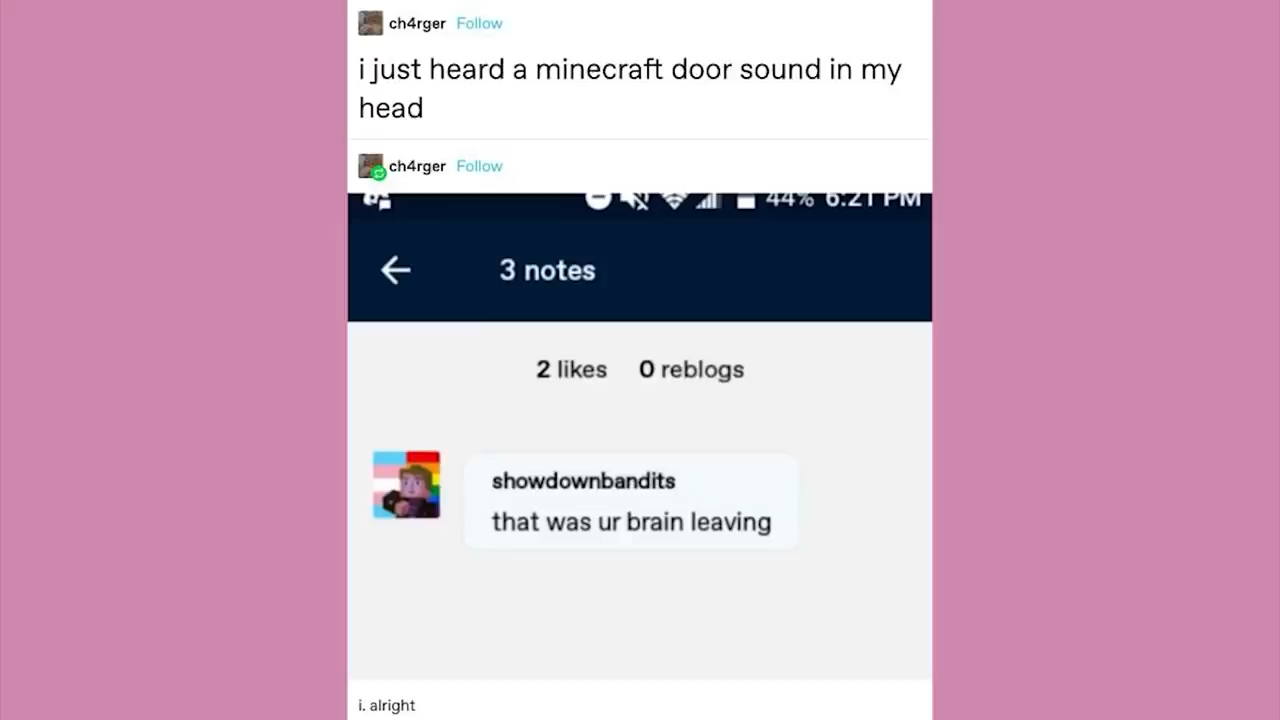 ch4rger Follow
i just heard a minecraft door sound in my
head
ch4rger Follow
44% 6:21 PM
3 notes
2 likes 0 reblogs
showdownbandits
that was ur brain leaving
i. alright